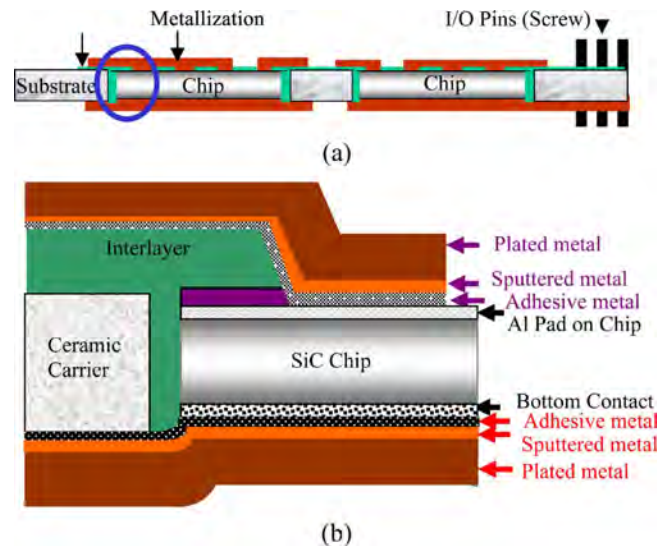 Metallization
I/O Pins (Screw)
Substrate
Chip
Chip
(a)
Interlayer
Plated metal
Sputtered metal
Adhesive metal
Al Pad on Chip
Ceramic
Carrier
SiC Chip
Bottom Contact
Adhesive metal
Sputtered metal
Plated metal
(b)